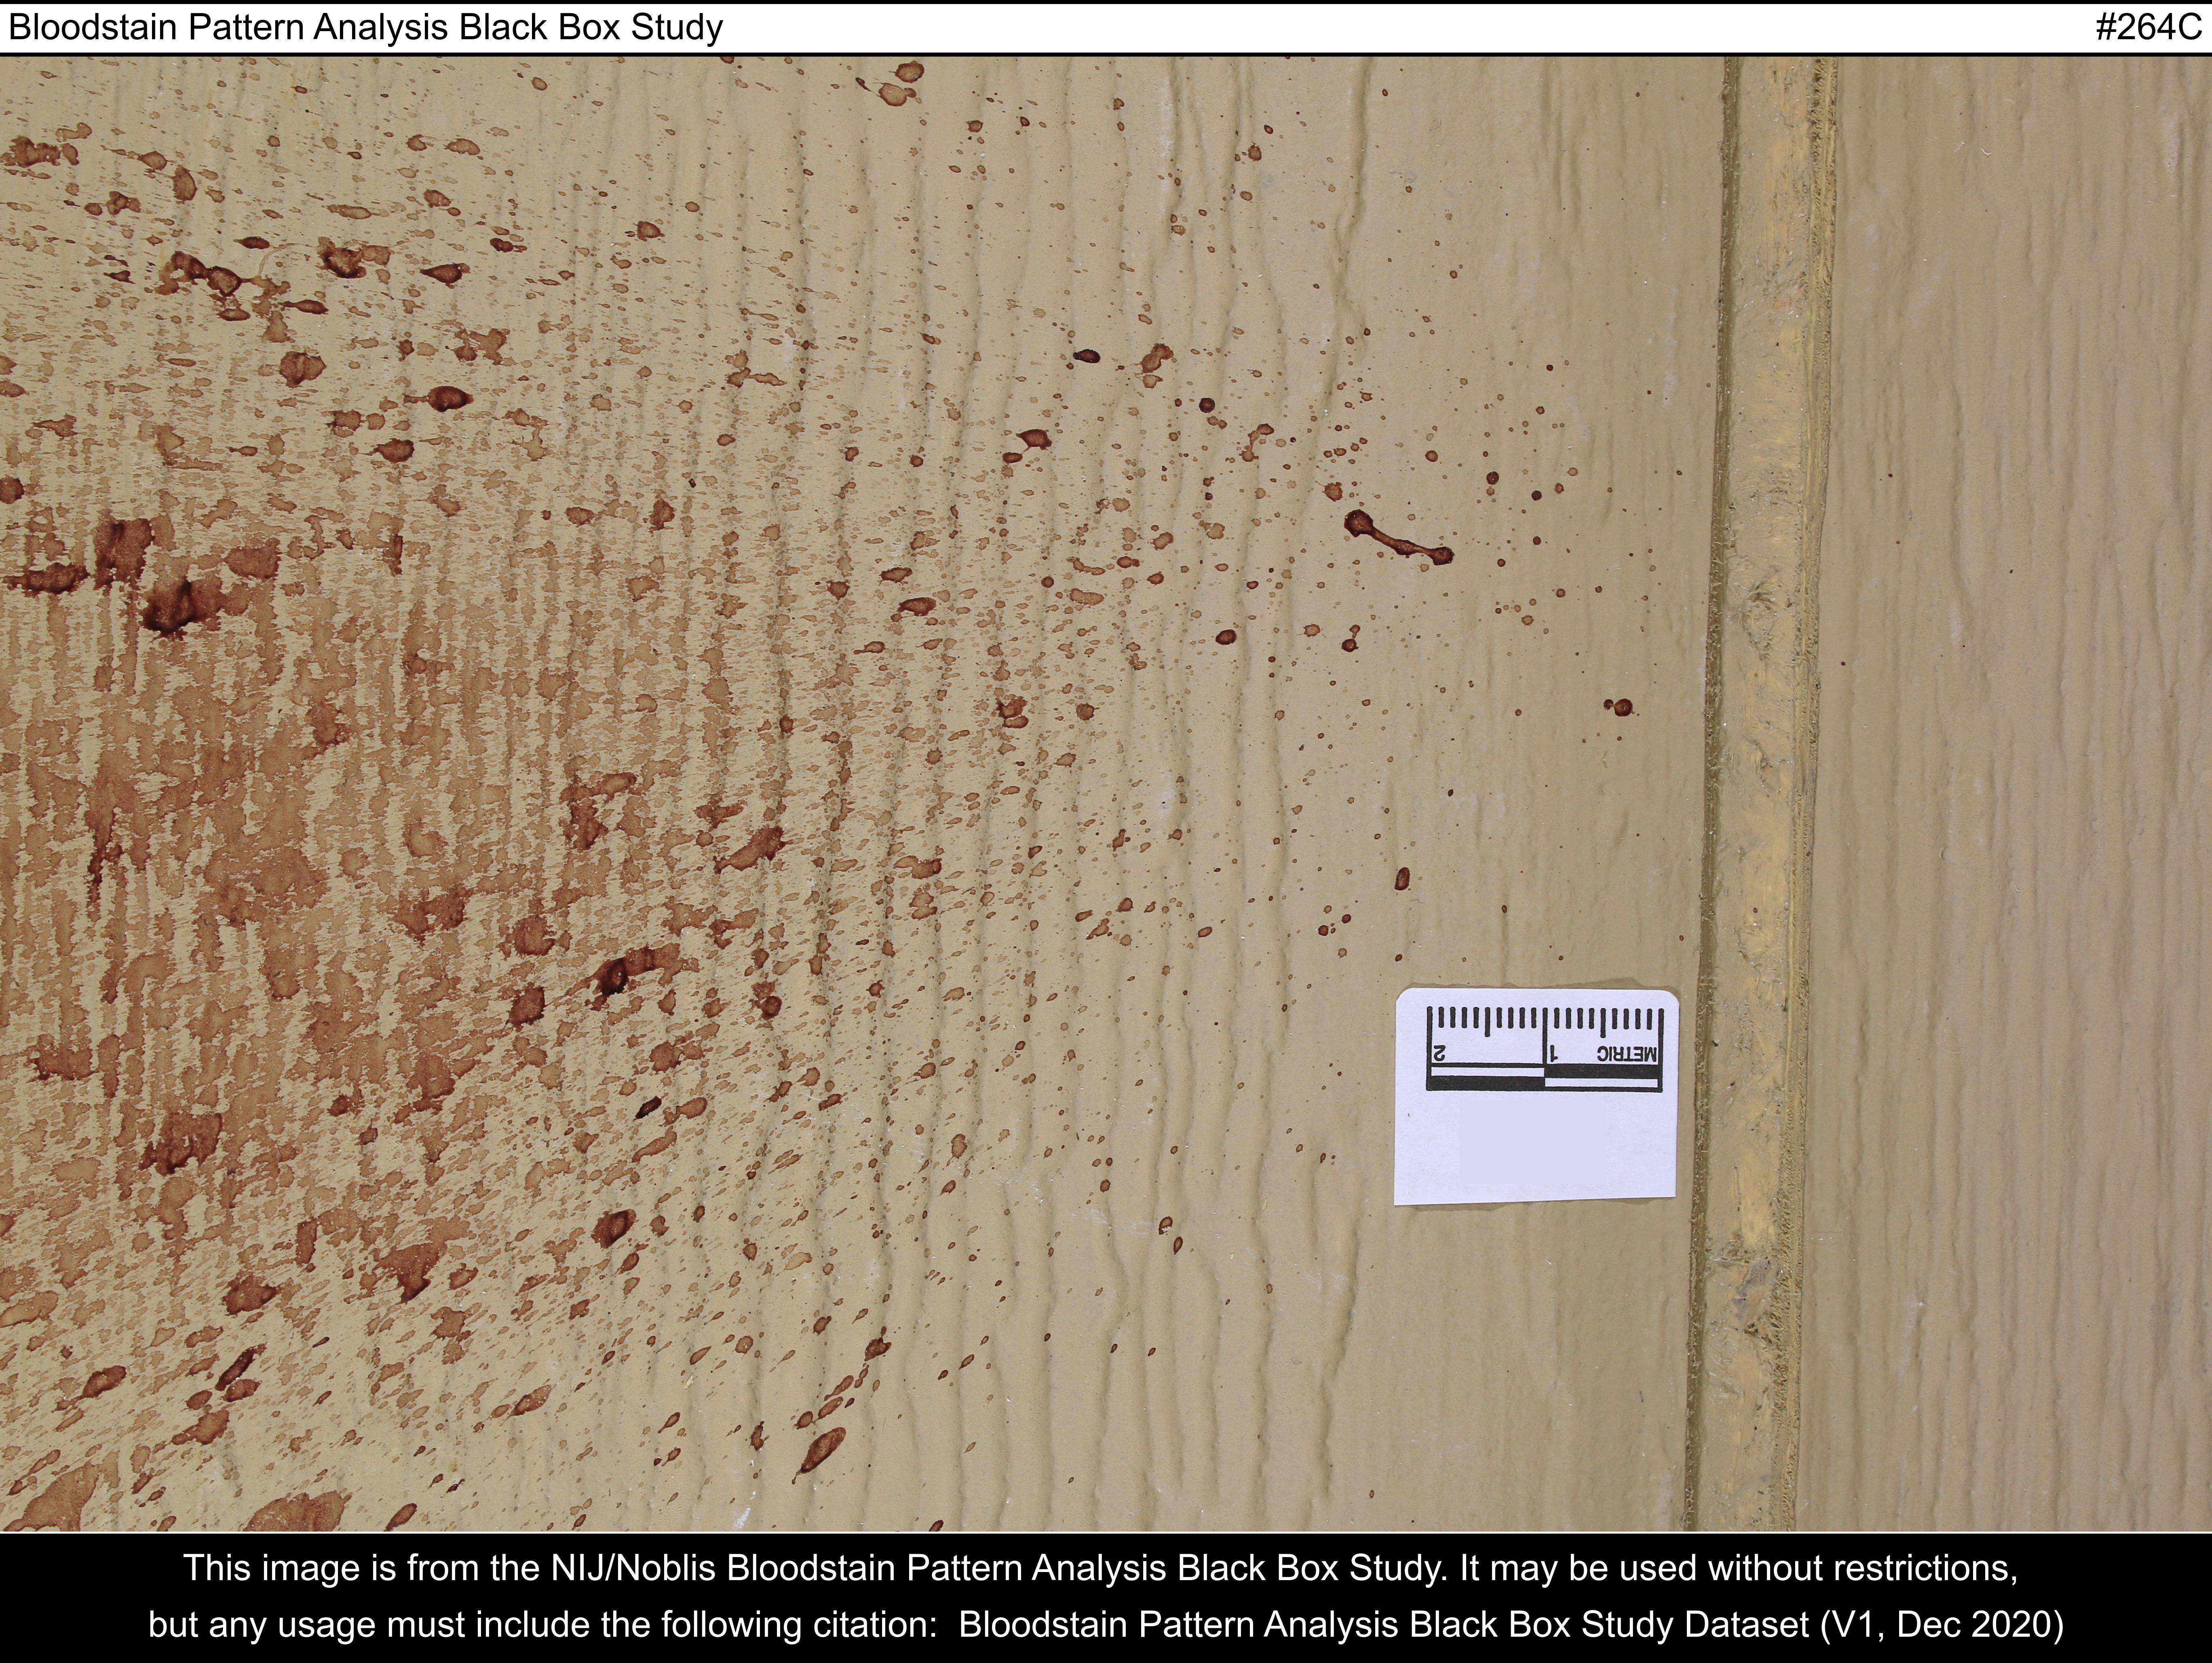 Bloodstain Pattern Analysis Black Box Study #264C
2 1 METRIC
This image is from the NIJ/Noblis Bloodstain Pattern Analysis Black Box Study. It may be used without restrictions,
but any usage must include the following citation: Bloodstain Pattern Analysis Black Box Study Dataset (V1, Dec 2020)